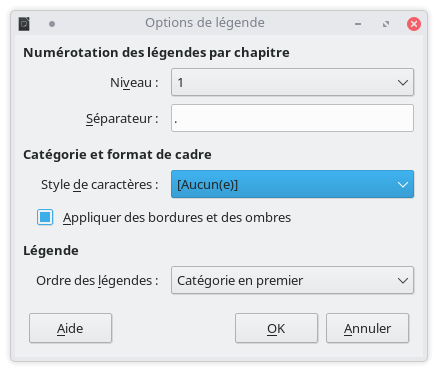 Options de légende
Numérotation des légendes par chapitre
Niveau : 1
Séparateur : .
Catégorie et format de cadre
Style de caractères : [Aucun(e)]
Appliquer des bordures et des ombres
Légende
Ordre des légendes : Catégorie en premier
Aide OK Annuler